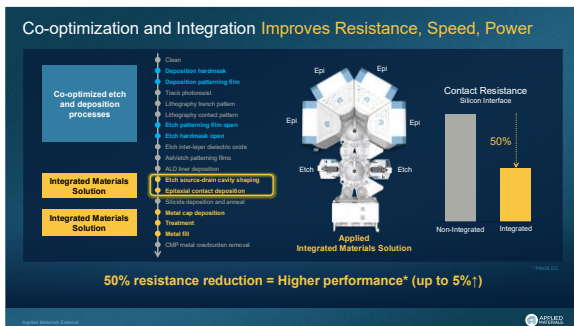 Co-optimization and Integration Improves Resistance, Speed, Power
Co-optimized etch
and deposition
processes
Integrated Materials
Solution
Integrated Materials
Solution
Clean
Deposition hardmask
Deposition patterning film
Track photoresist
Lithography trench pattern
Lithography contact pattern
Etch patterning film open
Etch hardmask open
Etch inter-layer dielectric oxide
Ash/etch patterning films
ALD liner deposition
Etch source-drain cavity shaping
Epitaxial contact deposition
Silicide deposition and anneal
Metal cap deposition
Treatment
Metal fill
CMP metal overburden removal
Epi
Epi
Epi
Epi
Etch
Etch
Applied
Integrated Materials Solution
Contact Resistance
Silicon Interface
50%
Non-Integrated
Integrated
* PMOS DC
50% resistance reduction = Higher performance* (up to 5%↑)
Applied Materials External
APPLIED
MATERIALS